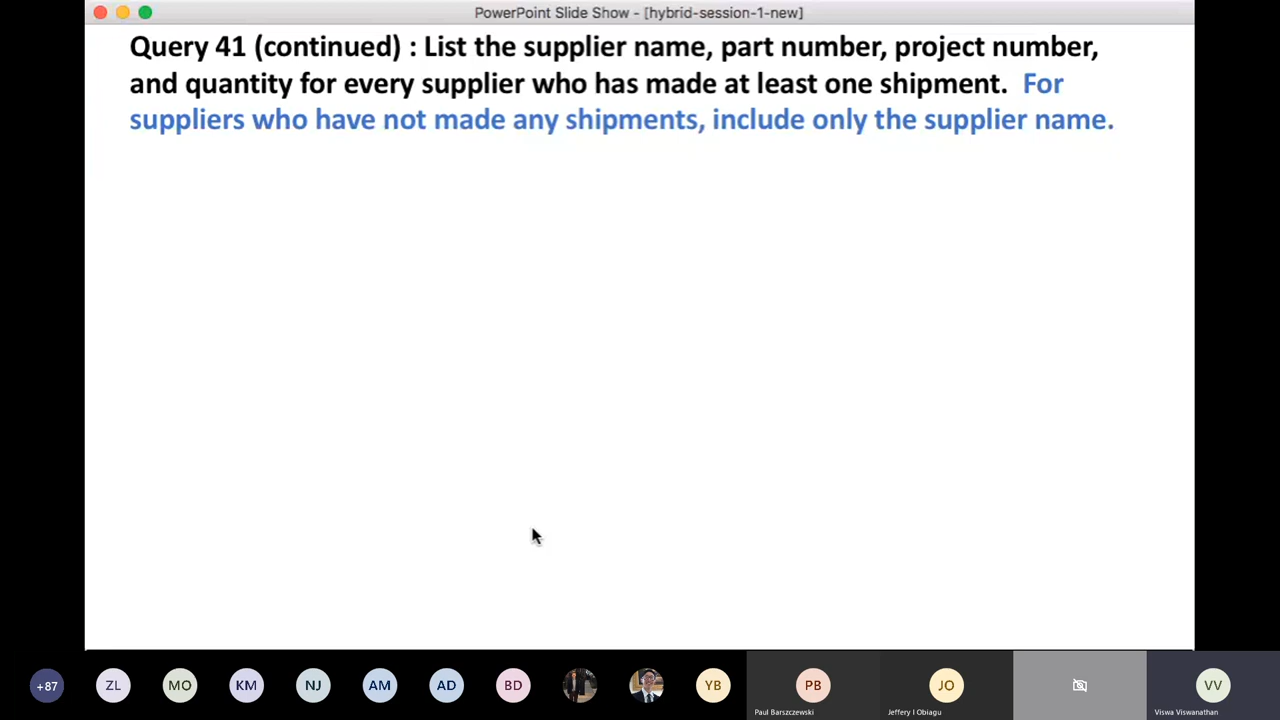 PowerPoint Slide Show - [hybrid-session-1-new]
Query 41 (continued) : List the supplier name, part number, project number,
and quantity for every supplier who has made at least one shipment. For
suppliers who have not made any shipments, include only the supplier name.
+87 ZL MO KM NJ AM AD BD YB PB JO VV
Paul Barszczewski Jeffery I Obiagu Viswa Viswanathan